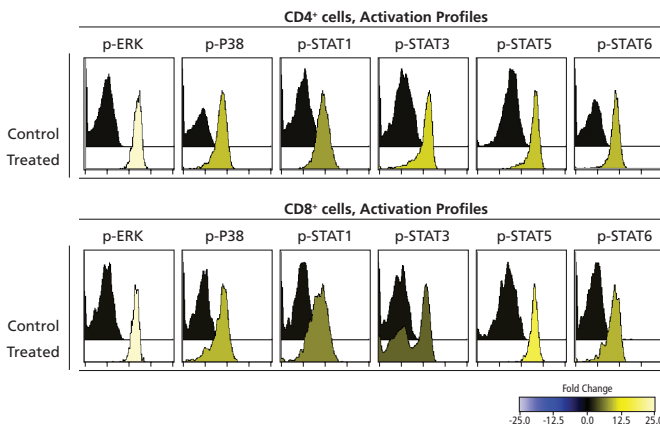 CD4⁺ cells, Activation Profiles
p-ERK p-P38 p-STAT1 p-STAT3 p-STAT5 p-STAT6
Control
Treated
CD8⁺ cells, Activation Profiles
p-ERK p-P38 p-STAT1 p-STAT3 p-STAT5 p-STAT6
Control
Treated
Fold Change
-25.0 -12.5 0.0 12.5 25.0